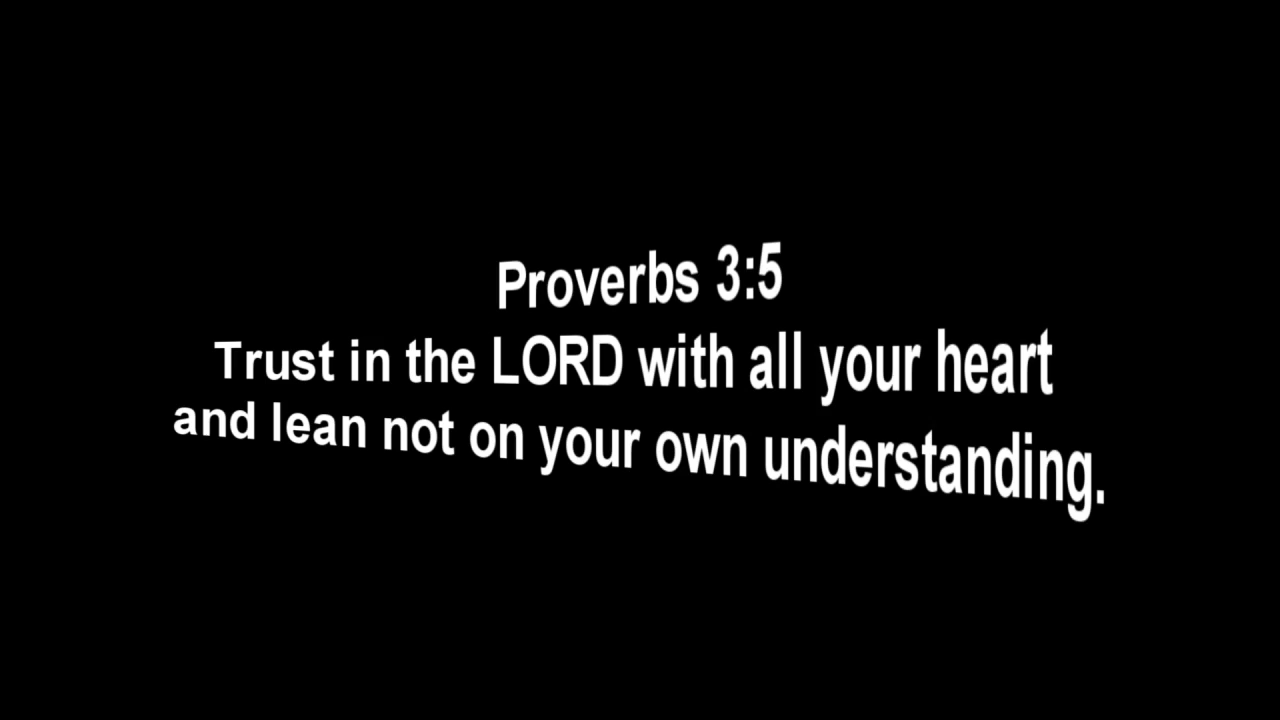 Proverbs 3:5
Trust in the LORD with all your heart
and lean not on your own understanding.